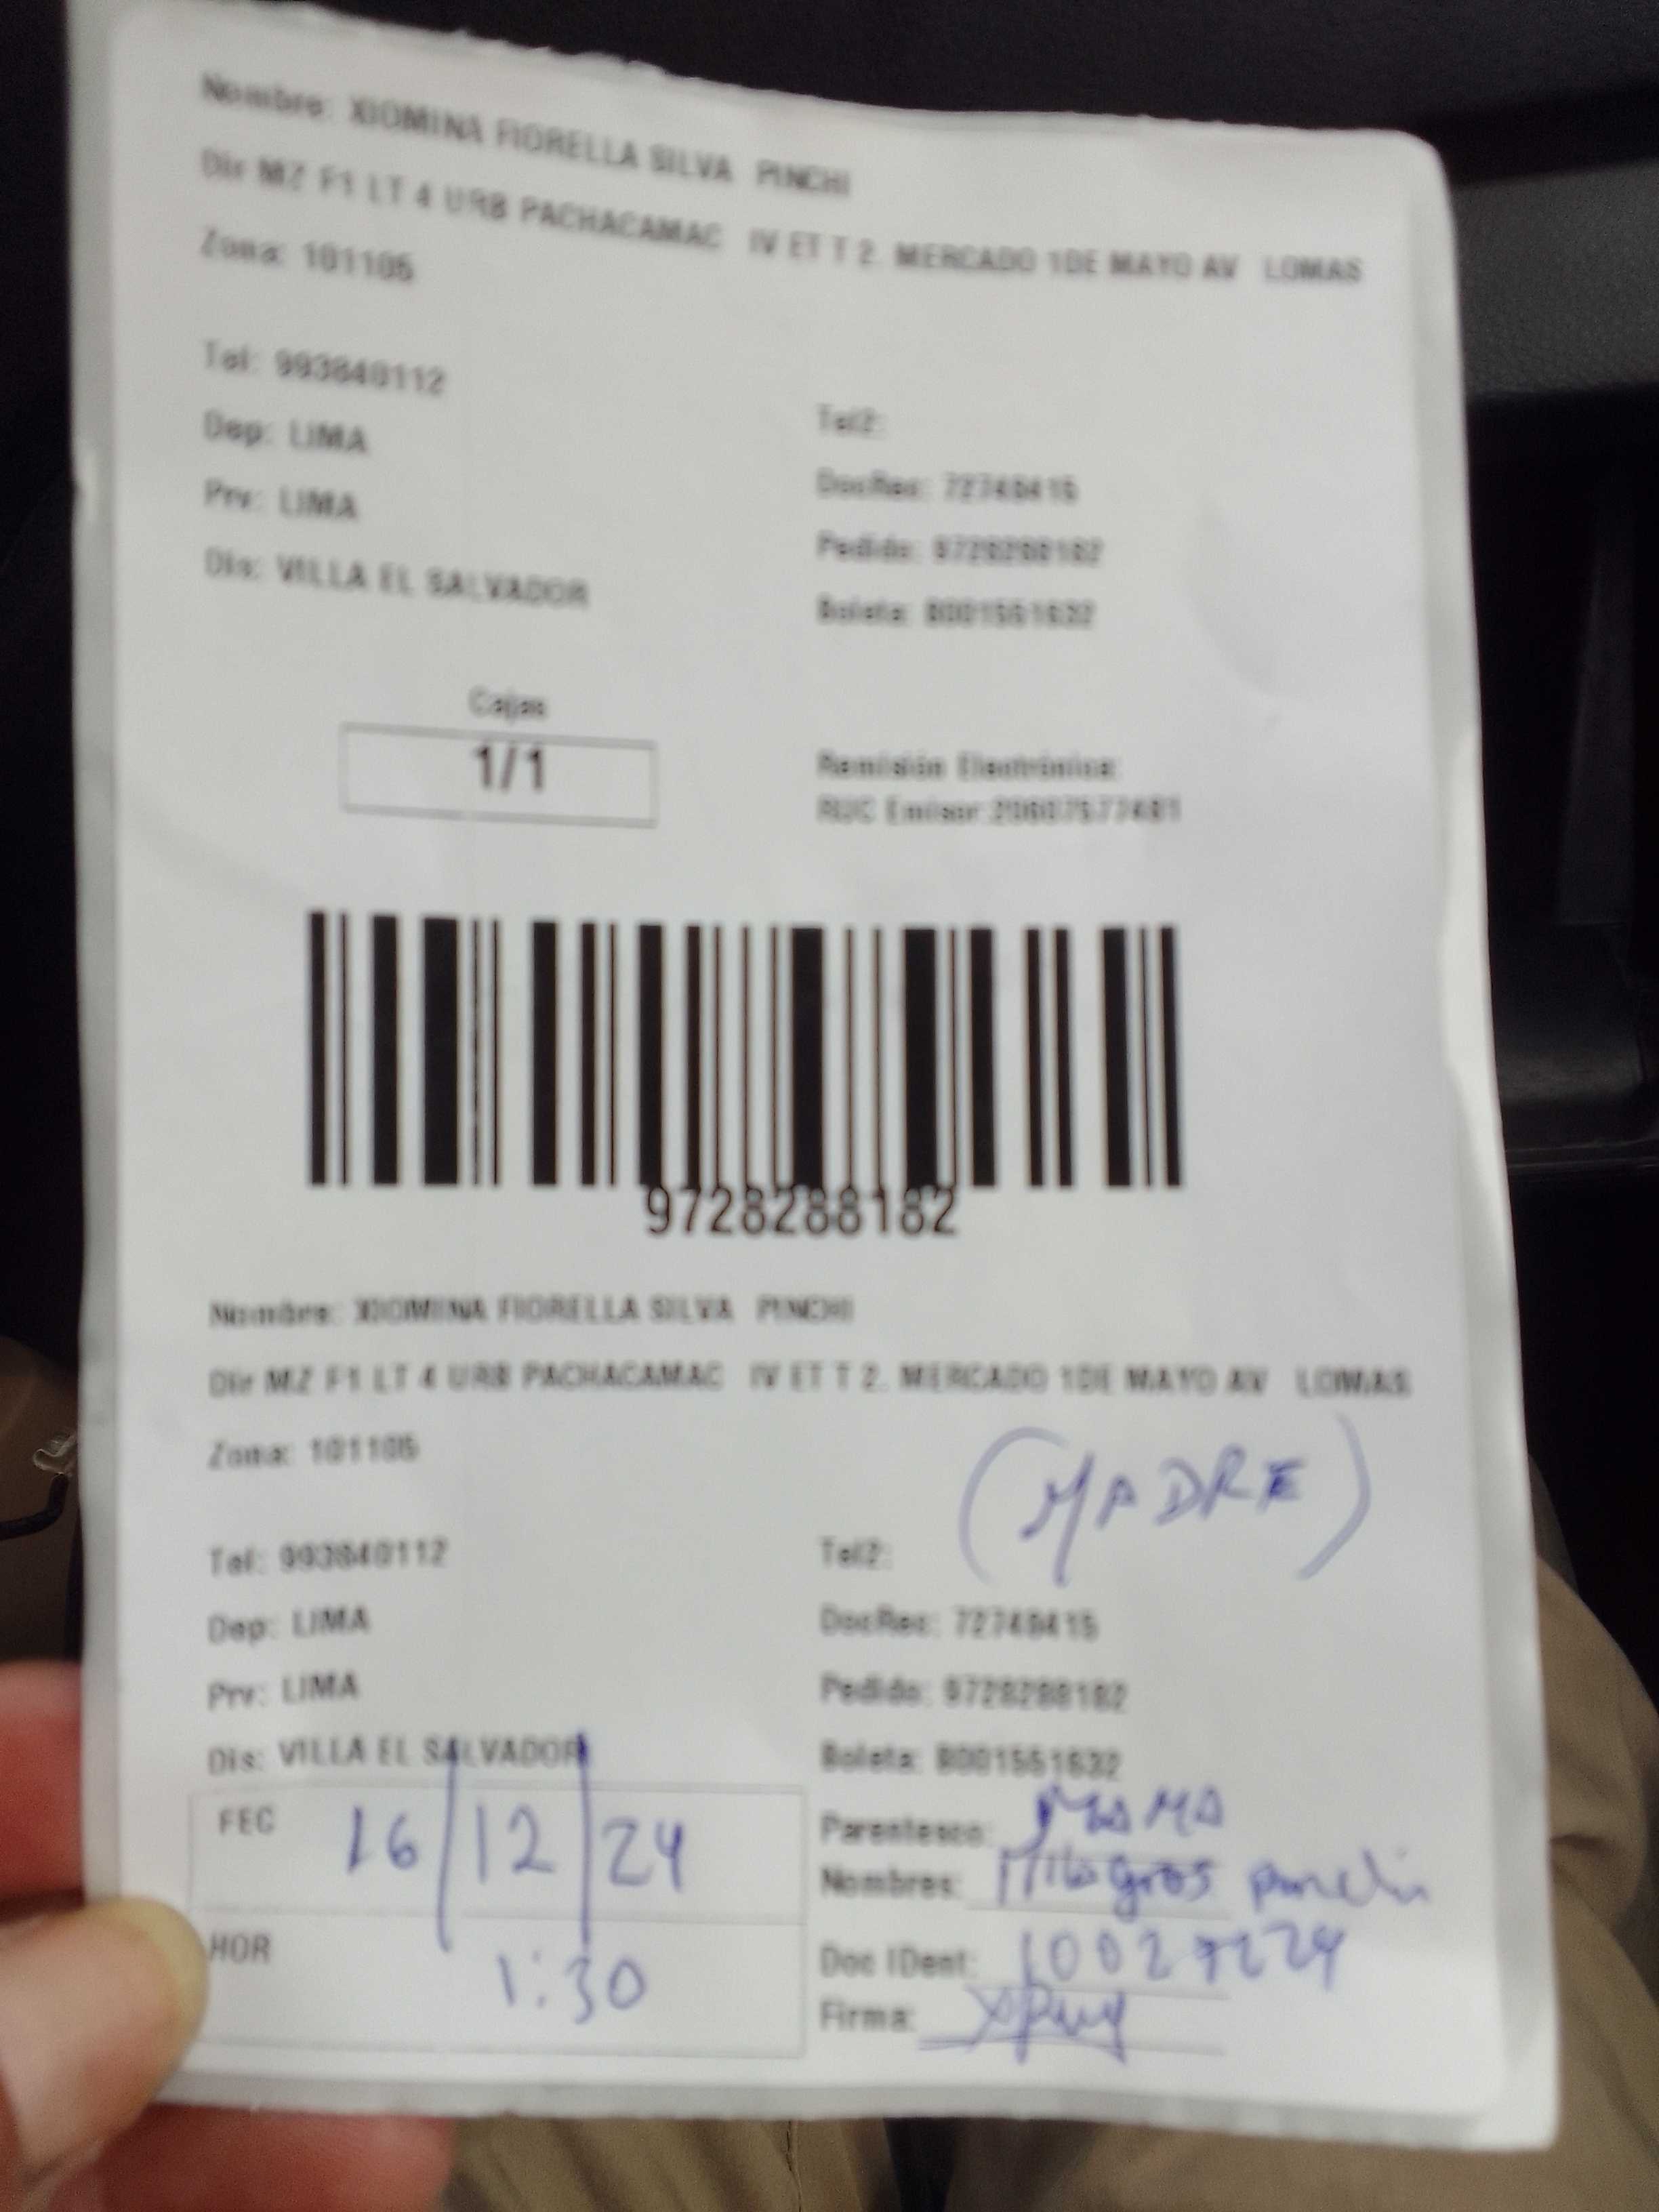 Nombre: XIOMINA FIORELLA SILVA PINCHI
Dir MZ F1 LT 4 URB PACHACAMAC IV ET T 2. MERCADO 1DE MAYO AV LOMAS
Zona: 101105
Tel: 993840112
Tel2:
Dep: LIMA
DocRec: 72749415
Prv: LIMA
Pedido: 9728288182
Dis: VILLA EL SALVADOR
Boleta: B001551632
Cajas
1/1
Remisión Electrónica:
RUC Emisor:20607577481
9728288182
Nombre: XIOMINA FIORELLA SILVA PINCHI
Dir MZ F1 LT 4 URB PACHACAMAC IV ET T 2. MERCADO 1DE MAYO AV LOMAS
Zona: 101105
(MADRE)
Tel: 993840112
Tel2:
Dep: LIMA
DocRec: 72749415
Prv: LIMA
Pedido: 9728288182
Dis: VILLA EL SALVADOR
Boleta: B001551632
FEC 16/12/24
Parentesco: MAMA
Nombres: Milagros pinchi
HOR 1:30
Doc IDent: 10027224
Firma: